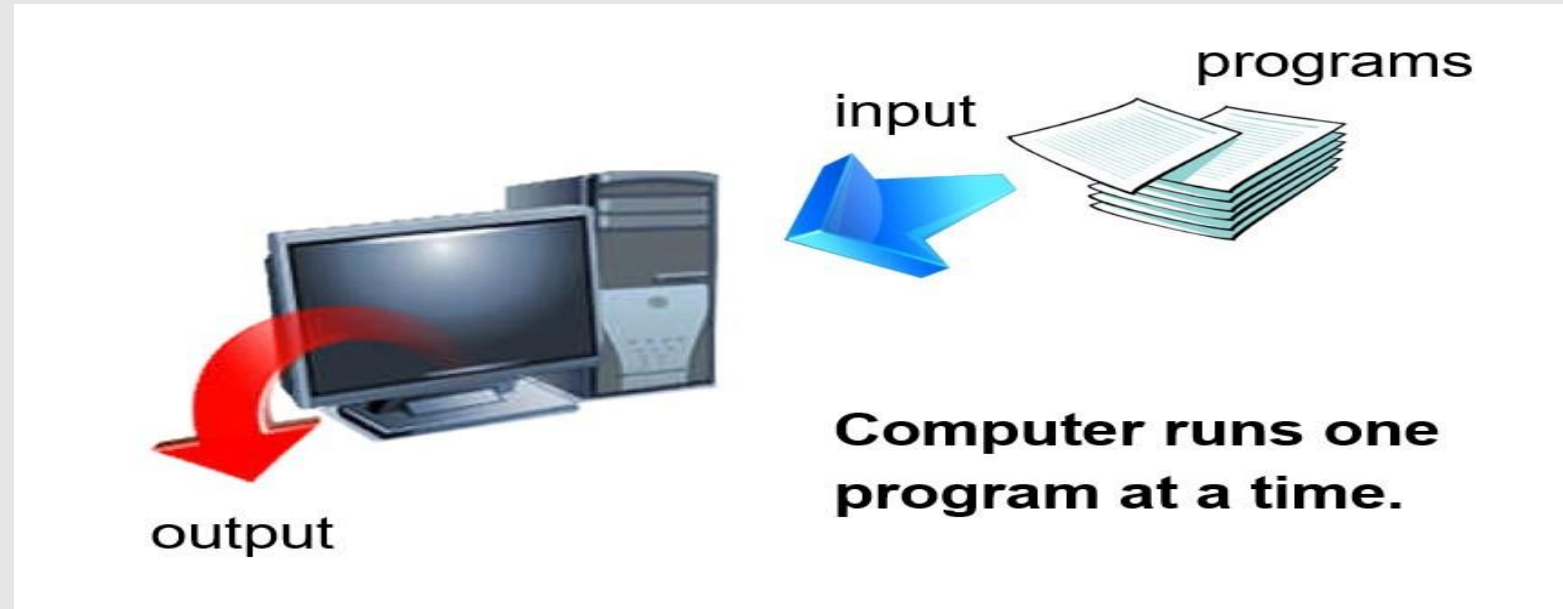 programs
input
Computer runs one
program at a time.
output